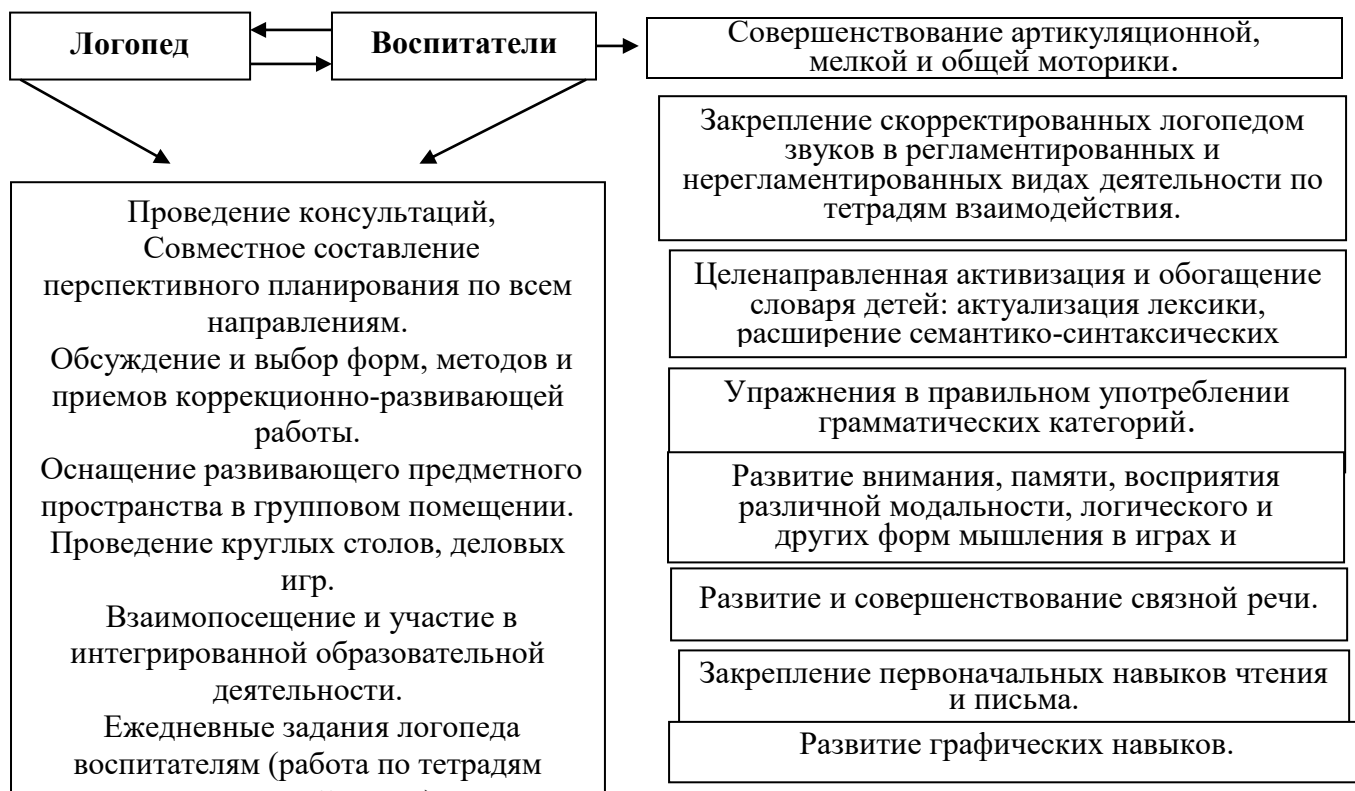 Логопед
Воспитатели
Совершенствование артикуляционной,
мелкой и общей моторики.
Закрепление скорректированных логопедом
звуков в регламентированных и
нерегламентированных видах деятельности по
тетрадям взаимодействия.
Целенаправленная активизация и обогащение
словаря детей: актуализация лексики,
расширение семантико-синтаксических
Упражнения в правильном употреблении
грамматических категорий.
Развитие внимания, памяти, восприятия
различной модальности, логического и
других форм мышления в играх и
Развитие и совершенствование связной речи.
Закрепление первоначальных навыков чтения
и письма.
Развитие графических навыков.
Проведение консультаций,
Совместное составление
перспективного планирования по всем
направлениям.
Обсуждение и выбор форм, методов и
приемов коррекционно-развивающей
работы.
Оснащение развивающего предметного
пространства в групповом помещении.
Проведение круглых столов, деловых
игр.
Взаимопосещение и участие в
интегрированной образовательной
деятельности.
Ежедневные задания логопеда
воспитателям (работа по тетрадям